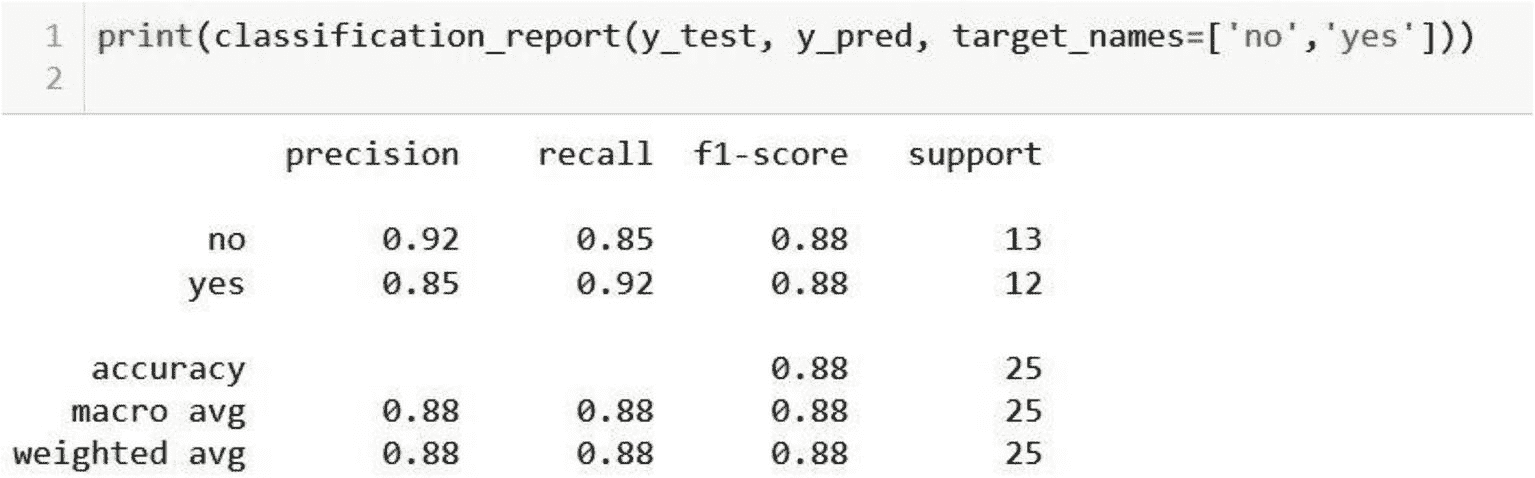 1 print(classification_report(y_test, y_pred, target_names=['no','yes']))
2
precision recall f1-score support
no 0.92 0.85 0.88 13
yes 0.85 0.92 0.88 12
accuracy 0.88 25
macro avg 0.88 0.88 0.88 25
weighted avg 0.88 0.88 0.88 25